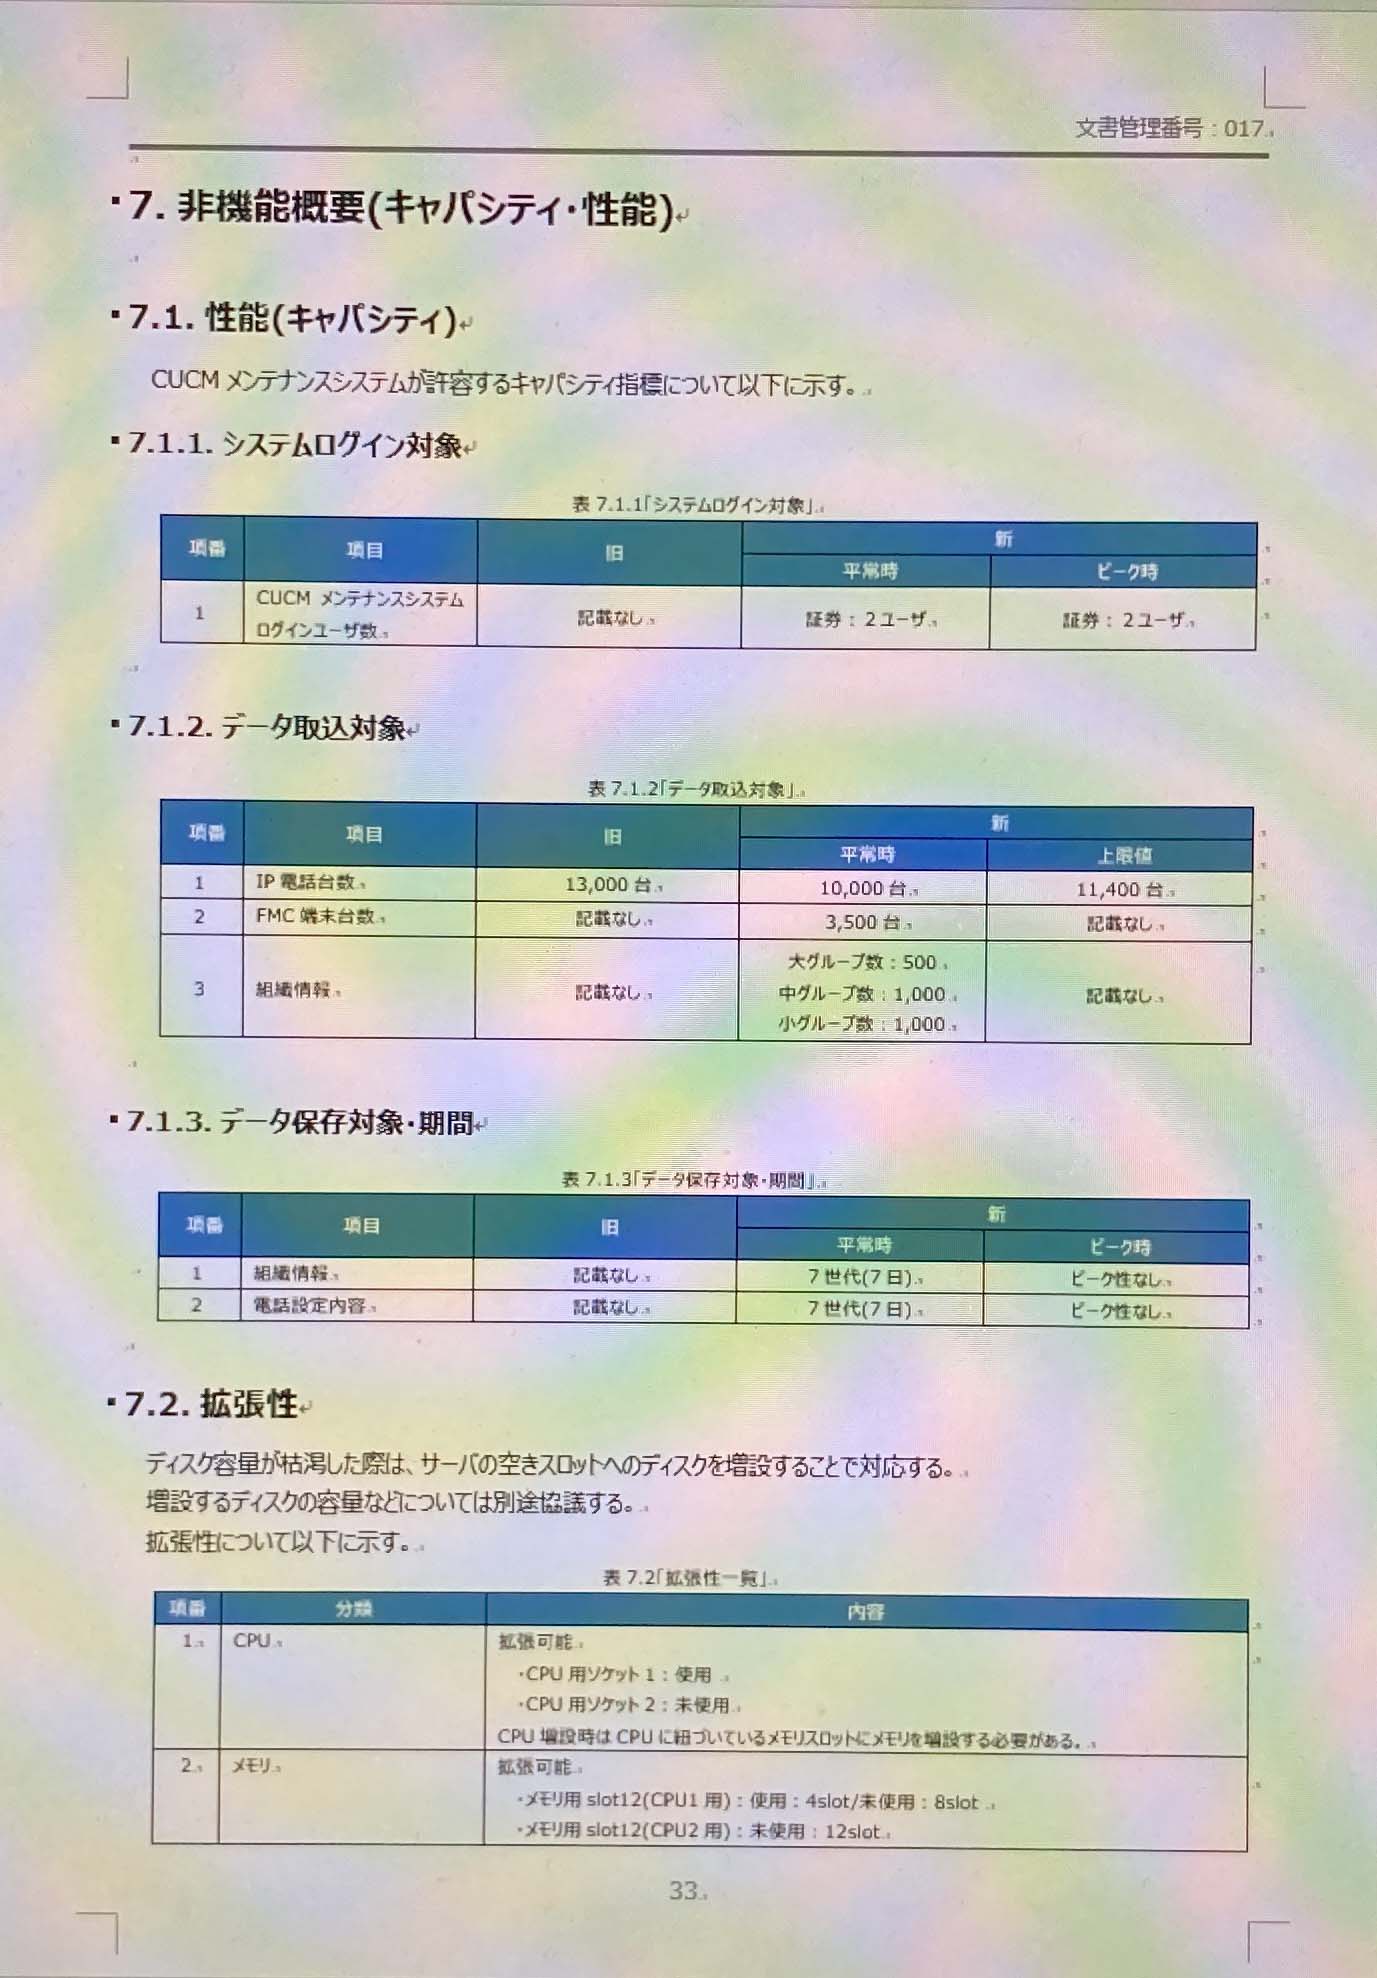 文書管理番号：017
7. 非機能概要(キャパシティ・性能)
7.1. 性能(キャパシティ)
CUCM メンテナンスシステムが許容するキャパシティ指標について以下に示す。
7.1.1. システムログイン対象
表 7.1.1「システムログイン対象」
項番 項目 旧 新
平常時 ピーク時
1 CUCM メンテナンスシステム 記載なし 証券：２ユーザ 証券：２ユーザ
ログインユーザ数
7.1.2. データ取込対象
表 7.1.2「データ取込対象」
項番 項目 旧 新
平常時 上限値
1 IP 電話台数 13,000 台 10,000 台 11,400 台
2 FMC 端末台数 記載なし 3,500 台 記載なし
3 組織情報 記載なし 大グループ数：500 記載なし
中グループ数：1,000
小グループ数：1,000
7.1.3. データ保存対象・期間
表 7.1.3「データ保存対象・期間」
項番 項目 旧 新
平常時 ピーク時
1 組織情報 記載なし 7 世代(7 日) ピーク性なし
2 電話設定内容 記載なし 7 世代(7 日) ピーク性なし
7.2. 拡張性
ディスク容量が枯渇した際は、サーバの空きスロットへのディスクを増設することで対応する。
増設するディスクの容量などについては別途協議する。
拡張性について以下に示す。
表 7.2「拡張性一覧」
項番 分類 内容
1. CPU 拡張可能
・CPU 用ソケット 1：使用
・CPU 用ソケット 2：未使用
CPU 増設時は CPU に紐づいているメモリスロットにメモリを増設する必要がある。
2. メモリ 拡張可能
・メモリ用 slot12(CPU1 用)：使用：4slot/未使用：8slot
・メモリ用 slot12(CPU2 用)：未使用：12slot
33